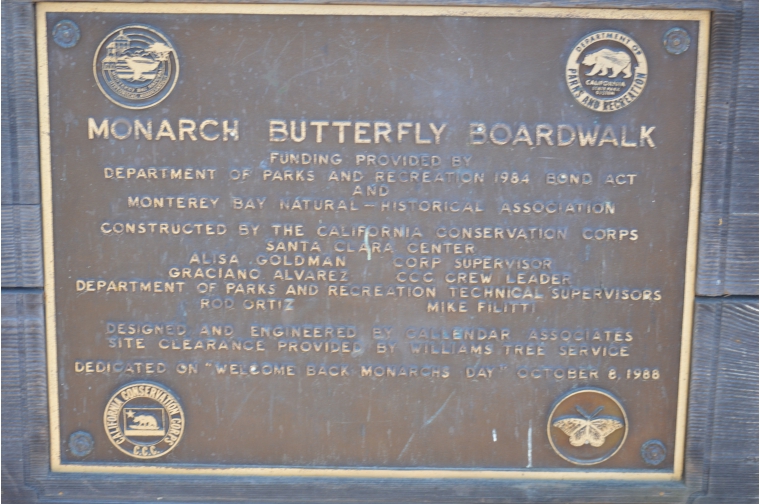 DEPARTMENT OF
PARKS AND RECREATION
CALIFORNIA
STATE PARK
SYSTEM
MONARCH BUTTERFLY BOARDWALK
FUNDING PROVIDED BY
DEPARTMENT OF PARKS AND RECREATION 1984 BOND ACT
AND
MONTEREY BAY NATURAL-HISTORICAL ASSOCIATION
CONSTRUCTED BY THE CALIFORNIA CONSERVATION CORPS
SANTA CLARA CENTER
ALISA GOLDMAN CORP SUPERVISOR
GRACIANO ALVAREZ CCC CREW LEADER
DEPARTMENT OF PARKS AND RECREATION TECHNICAL SUPERVISORS
ROD ORTIZ MIKE FILITTI
DESIGNED AND ENGINEERED BY CALLENDAR ASSOCIATES
SITE CLEARANCE PROVIDED BY WILLIAMS TREE SERVICE
DEDICATED ON "WELCOME BACK MONARCHS DAY" OCTOBER 8, 1988
CALIFORNIA CONSERVATION CORPS
C.C.C.